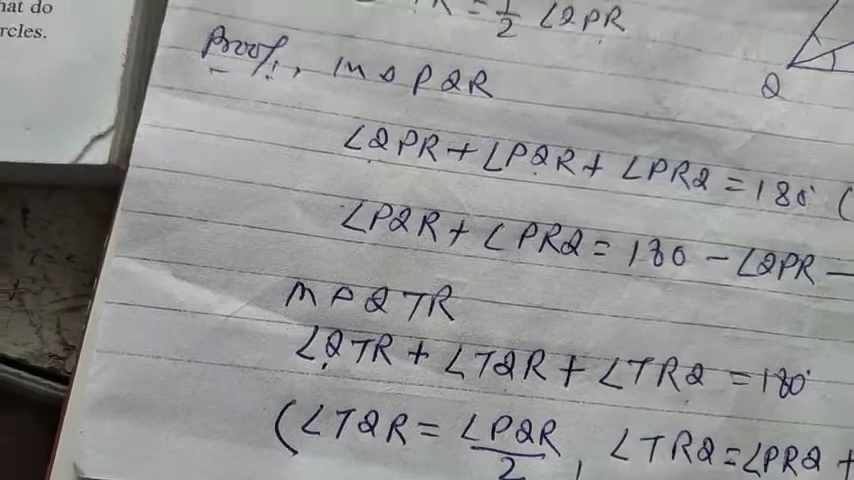 hat do
rcles.
R = 1/2 ∠QPR
Proof:, In Δ PQR
Q
∠QPR + ∠PQR + ∠PRQ = 180° (
∠PQR + ∠PRQ = 180 - ∠QPR -
In Δ QTR
∠QTR + ∠TQR + ∠TRQ = 180°
(∠TQR = ∠PQR/2, ∠TRQ = ∠PRQ +